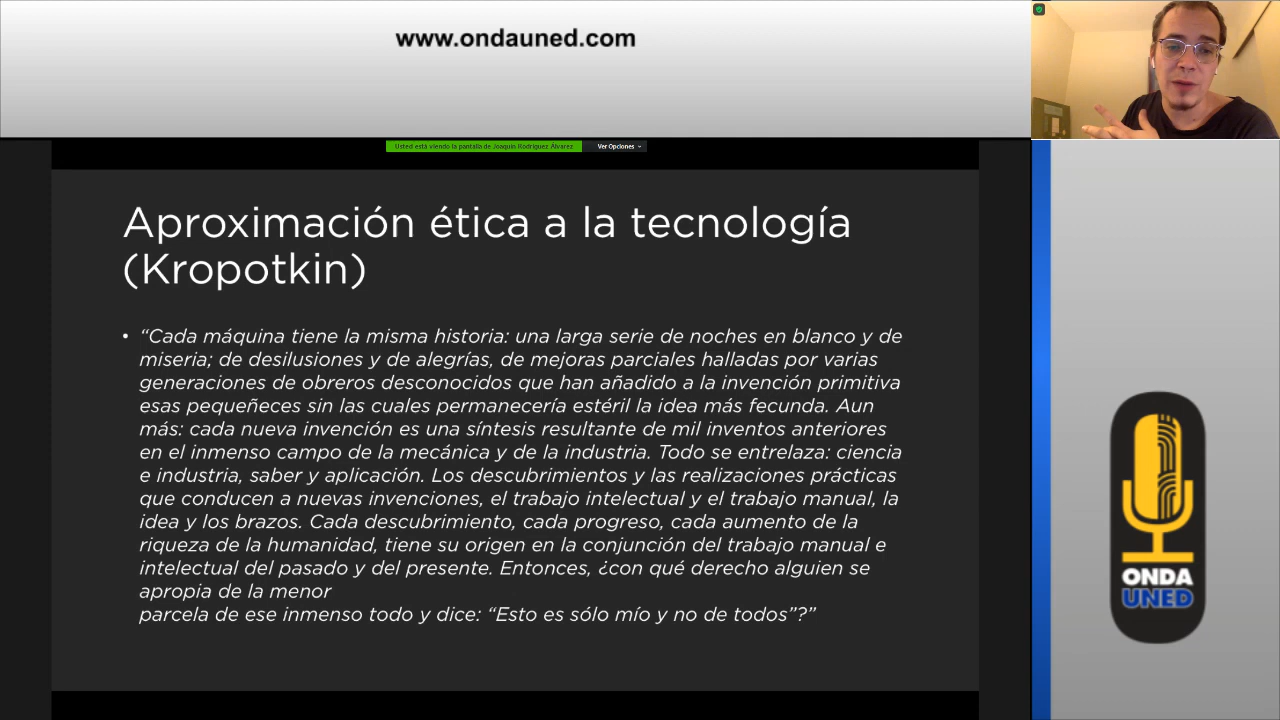 www.ondauned.com
Usted está viendo la pantalla de Joaquín Rodríguez Álvarez
Ver Opciones
Aproximación ética a la tecnología
(Kropotkin)
• “Cada máquina tiene la misma historia: una larga serie de noches en blanco y de
miseria; de desilusiones y de alegrías, de mejoras parciales halladas por varias
generaciones de obreros desconocidos que han añadido a la invención primitiva
esas pequeñeces sin las cuales permanecería estéril la idea más fecunda. Aun
más: cada nueva invención es una síntesis resultante de mil inventos anteriores
en el inmenso campo de la mecánica y de la industria. Todo se entrelaza: ciencia
e industria, saber y aplicación. Los descubrimientos y las realizaciones prácticas
que conducen a nuevas invenciones, el trabajo intelectual y el trabajo manual, la
idea y los brazos. Cada descubrimiento, cada progreso, cada aumento de la
riqueza de la humanidad, tiene su origen en la conjunción del trabajo manual e
intelectual del pasado y del presente. Entonces, ¿con qué derecho alguien se
apropia de la menor
parcela de ese inmenso todo y dice: “Esto es sólo mío y no de todos”?”
ONDA
UNED